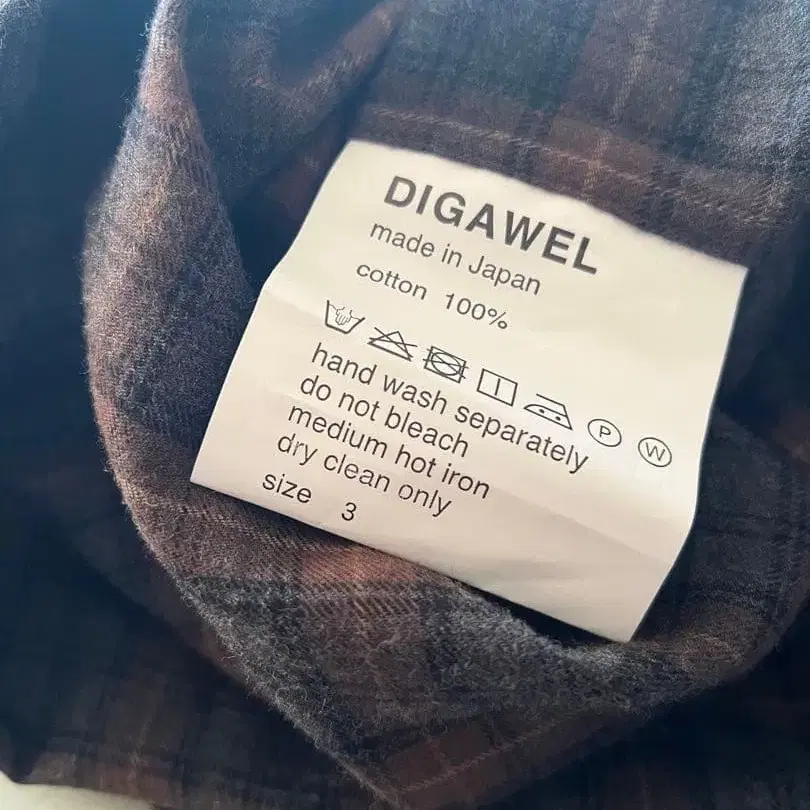 DIGAWEL
made in Japan
cotton 100%
P W
hand wash separately
do not bleach
medium hot iron
dry clean only
size 3